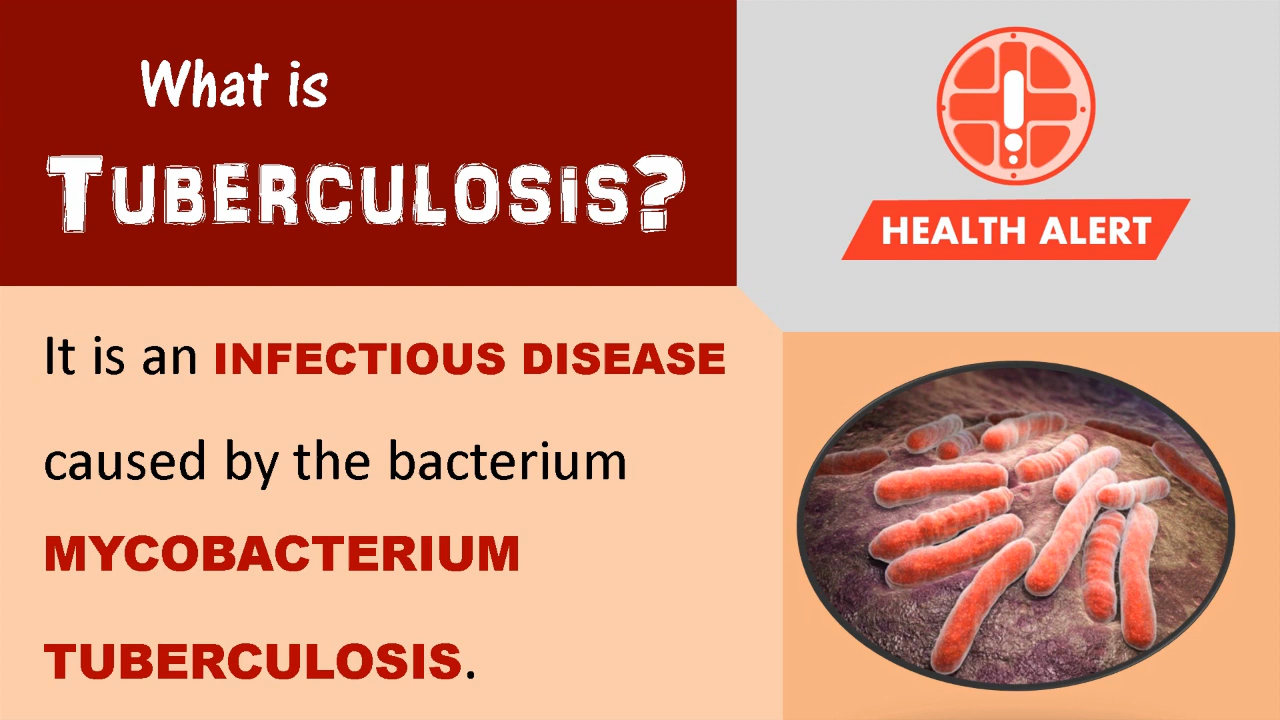 What is
TUBERCULOSiS?
HEALTH ALERT
It is an INFECTIOUS DISEASE
caused by the bacterium
MYCOBACTERIUM
TUBERCULOSIS.